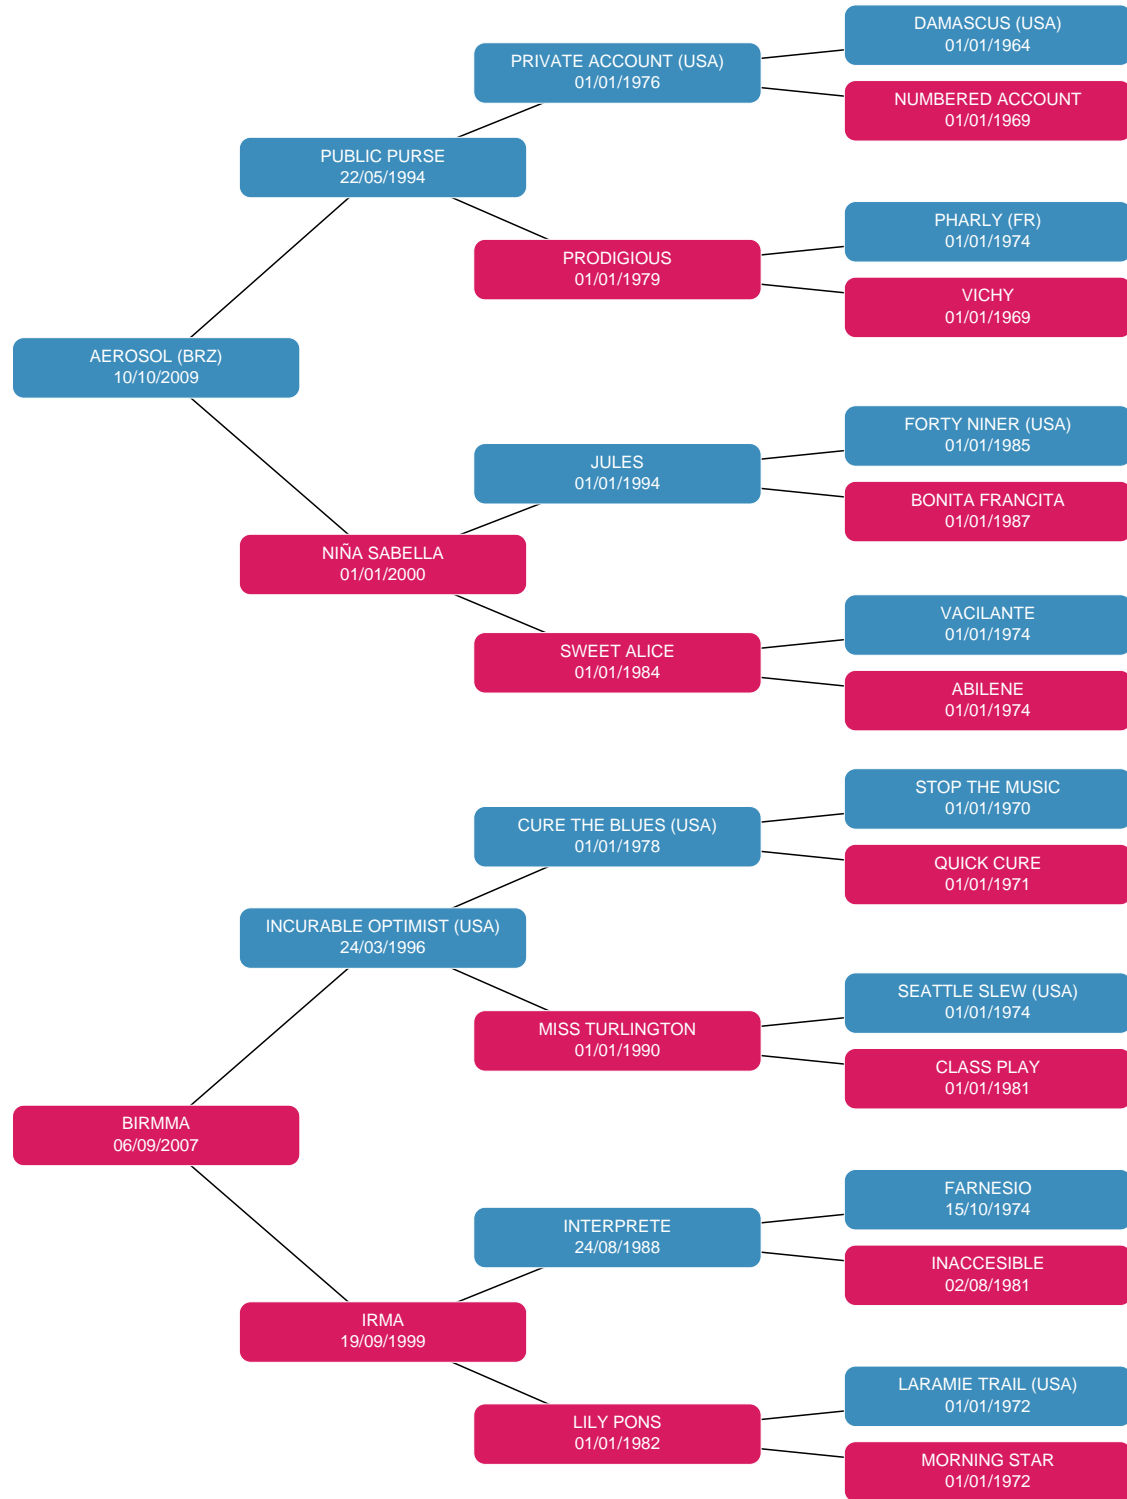 DAMASCUS (USA)
01/01/1964
PRIVATE ACCOUNT (USA)
01/01/1976
NUMBERED ACCOUNT
01/01/1969
PUBLIC PURSE
22/05/1994
PHARLY (FR)
01/01/1974
PRODIGIOUS
01/01/1979
VICHY
01/01/1969
AEROSOL (BRZ)
10/10/2009
FORTY NINER (USA)
01/01/1985
JULES
01/01/1994
BONITA FRANCITA
01/01/1987
NIÑA SABELLA
01/01/2000
VACILANTE
01/01/1974
SWEET ALICE
01/01/1984
ABILENE
01/01/1974
STOP THE MUSIC
01/01/1970
CURE THE BLUES (USA)
01/01/1978
QUICK CURE
01/01/1971
INCURABLE OPTIMIST (USA)
24/03/1996
SEATTLE SLEW (USA)
01/01/1974
MISS TURLINGTON
01/01/1990
CLASS PLAY
01/01/1981
BIRMMA
06/09/2007
FARNESIO
15/10/1974
INTERPRETE
24/08/1988
INACCESIBLE
02/08/1981
IRMA
19/09/1999
LARAMIE TRAIL (USA)
01/01/1972
LILY PONS
01/01/1982
MORNING STAR
01/01/1972